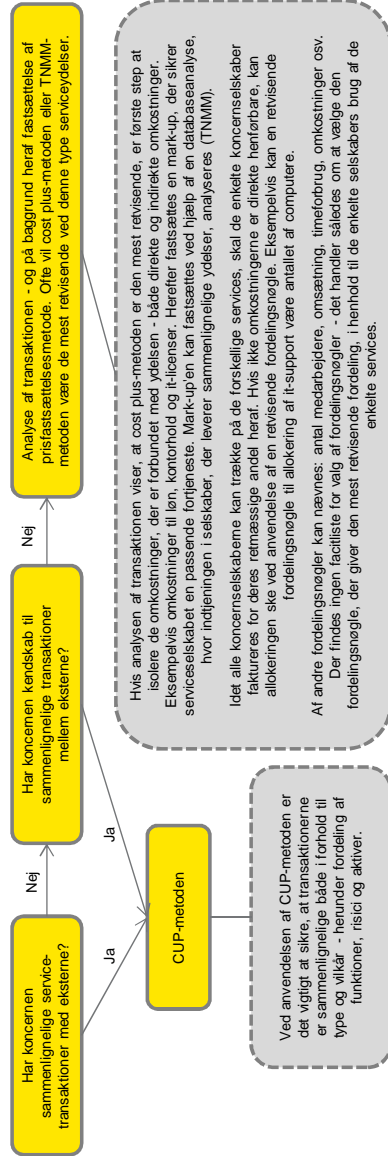 Har koncernen
sammenlignelige service-
transaktioner med eksterne?
Nej
Har koncernen kendskab til
sammenlignelige transaktioner
mellem eksterne?
Nej
Analyse af transaktionen - og på baggrund heraf fastsættelse af
prisfastsættelsesmetode. Ofte vil cost plus-metoden eller TNMM-
metoden være de mest retvisende ved denne type serviceydelser.
Ja
Ja
CUP-metoden
Ved anvendelsen af CUP-metoden er
det vigtigt at sikre, at transaktionerne
er sammenlignelige både i forhold til
type og vilkår - herunder fordeling af
funktioner, risici og aktiver.
Hvis analysen af transaktionen viser, at cost plus-metoden er den mest retvisende, er første step at
isolere de omkostninger, der er forbundet med ydelsen - både direkte og indirekte omkostninger.
Eksempelvis omkostninger til løn, kontorhold og it-licenser. Herefter fastsættes en mark-up, der sikrer
serviceselskabet en passende fortjeneste. Mark-up'en kan fastsættes ved hjælp af en databaseanalyse,
hvor indtjeningen i selskaber, der leverer sammenlignelige ydelser, analyseres (TNMM).
Idet alle koncernselskaberne kan trække på de forskellige services, skal de enkelte koncernselskaber
faktureres for deres retmæssige andel heraf. Hvis ikke omkostningerne er direkte henførbare, kan
allokeringen ske ved anvendelse af en retvisende fordelingsnøgle. Eksempelvis kan en retvisende
fordelingsnøgle til allokering af it-support være antallet af computere.
Af andre fordelingsnøgler kan nævnes: antal medarbejdere, omsætning, timeforbrug, omkostninger osv.
Der findes ingen facitliste for valg af fordelingsnøgler - det handler således om at vælge den
fordelingsnøgle, der giver den mest retvisende fordeling, i henhold til de enkelte selskabers brug af de
enkelte services.